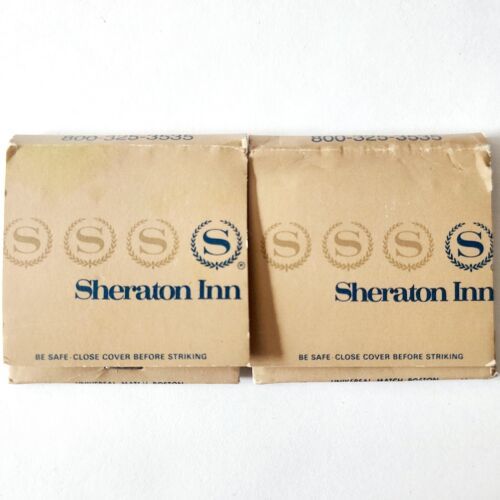 800-325-3535
S S S S ®
Sheraton Inn
BE SAFE-CLOSE COVER BEFORE STRIKING
UNIVERSAL MATCH BOSTON
800-325-3535
S S S S
Sheraton Inn
BE SAFE-CLOSE COVER BEFORE STRIKING
UNIVERSAL MATCH BOSTON